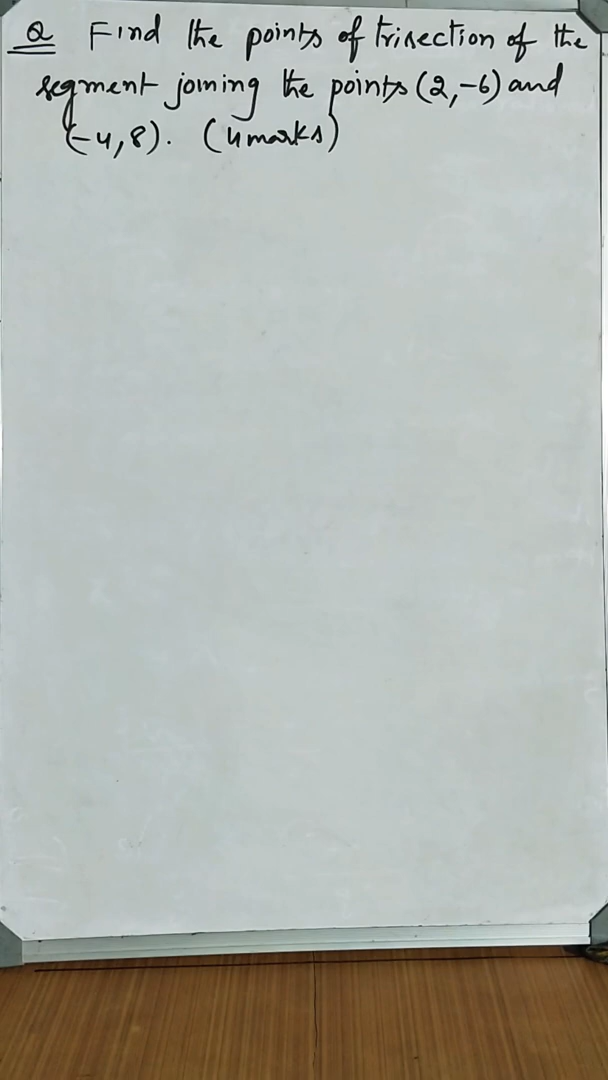 Q Find the points of trisection of the
segment joining the points (2,-6) and
(-4,8). (4 marks)